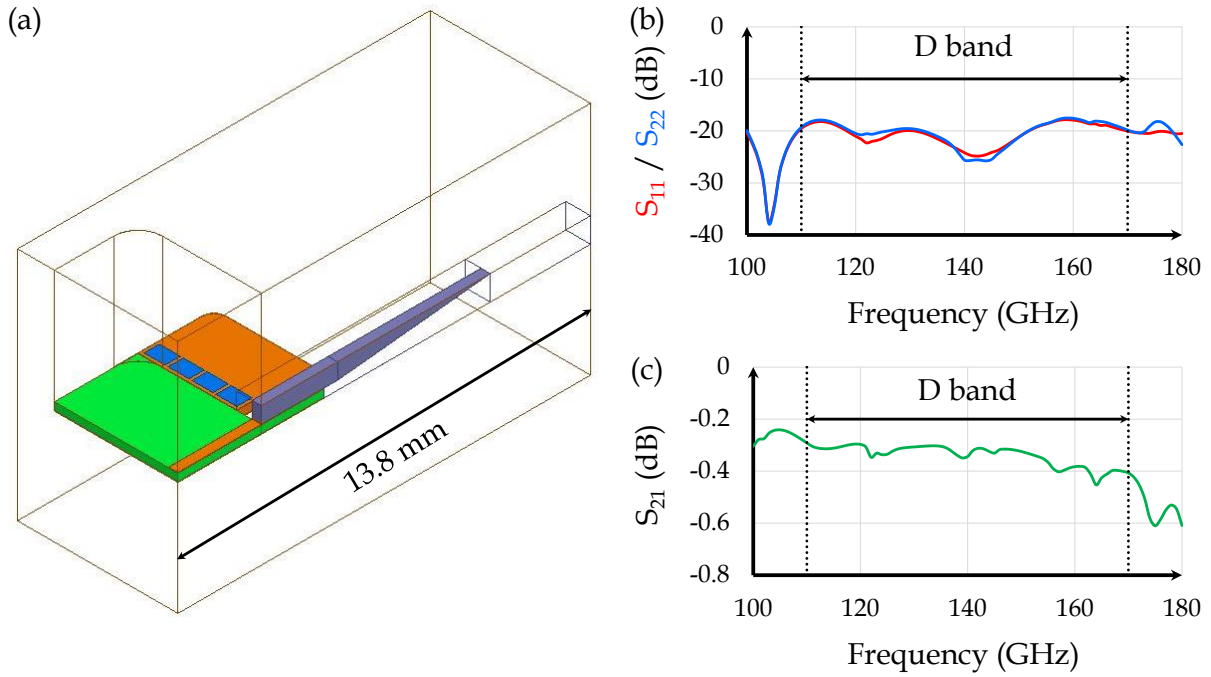 (a)
13.8 mm
(b)
S11 / S22 (dB)
0
-10
-20
-30
-40
D band
100 120 140 160 180
Frequency (GHz)
(c)
S21 (dB)
0
-0.2
-0.4
-0.6
-0.8
D band
100 120 140 160 180
Frequency (GHz)